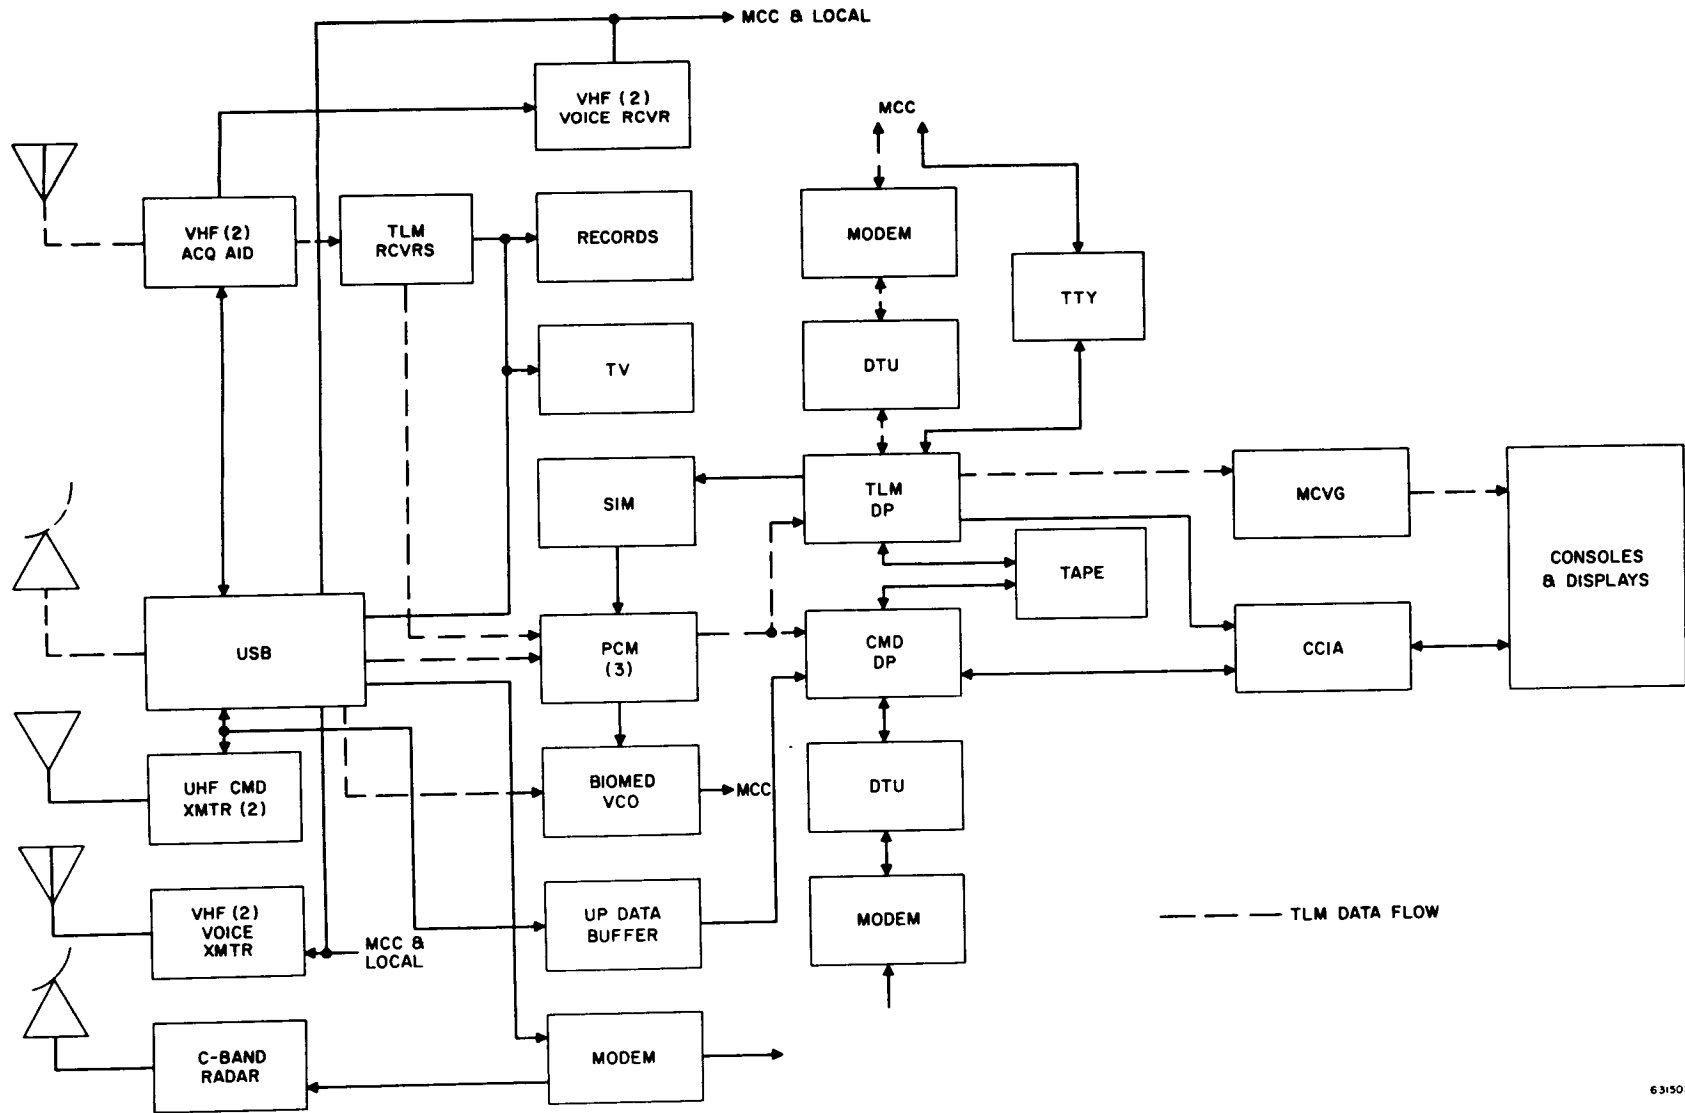 MCC & LOCAL
VHF (2)
VOICE RCVR
MCC
VHF (2)
ACQ AID
TLM
RCVRS
RECORDS
MODEM
TTY
TV
DTU
SIM
TLM
DP
MCVG
CONSOLES
& DISPLAYS
TAPE
USB
PCM
(3)
CMD
DP
CCIA
UHF CMD
XMTR (2)
BIOMED
VCO
MCC
DTU
VHF (2)
VOICE
XMTR
MCC &
LOCAL
UP DATA
BUFFER
MODEM
TLM DATA FLOW
C-BAND
RADAR
MODEM
63150